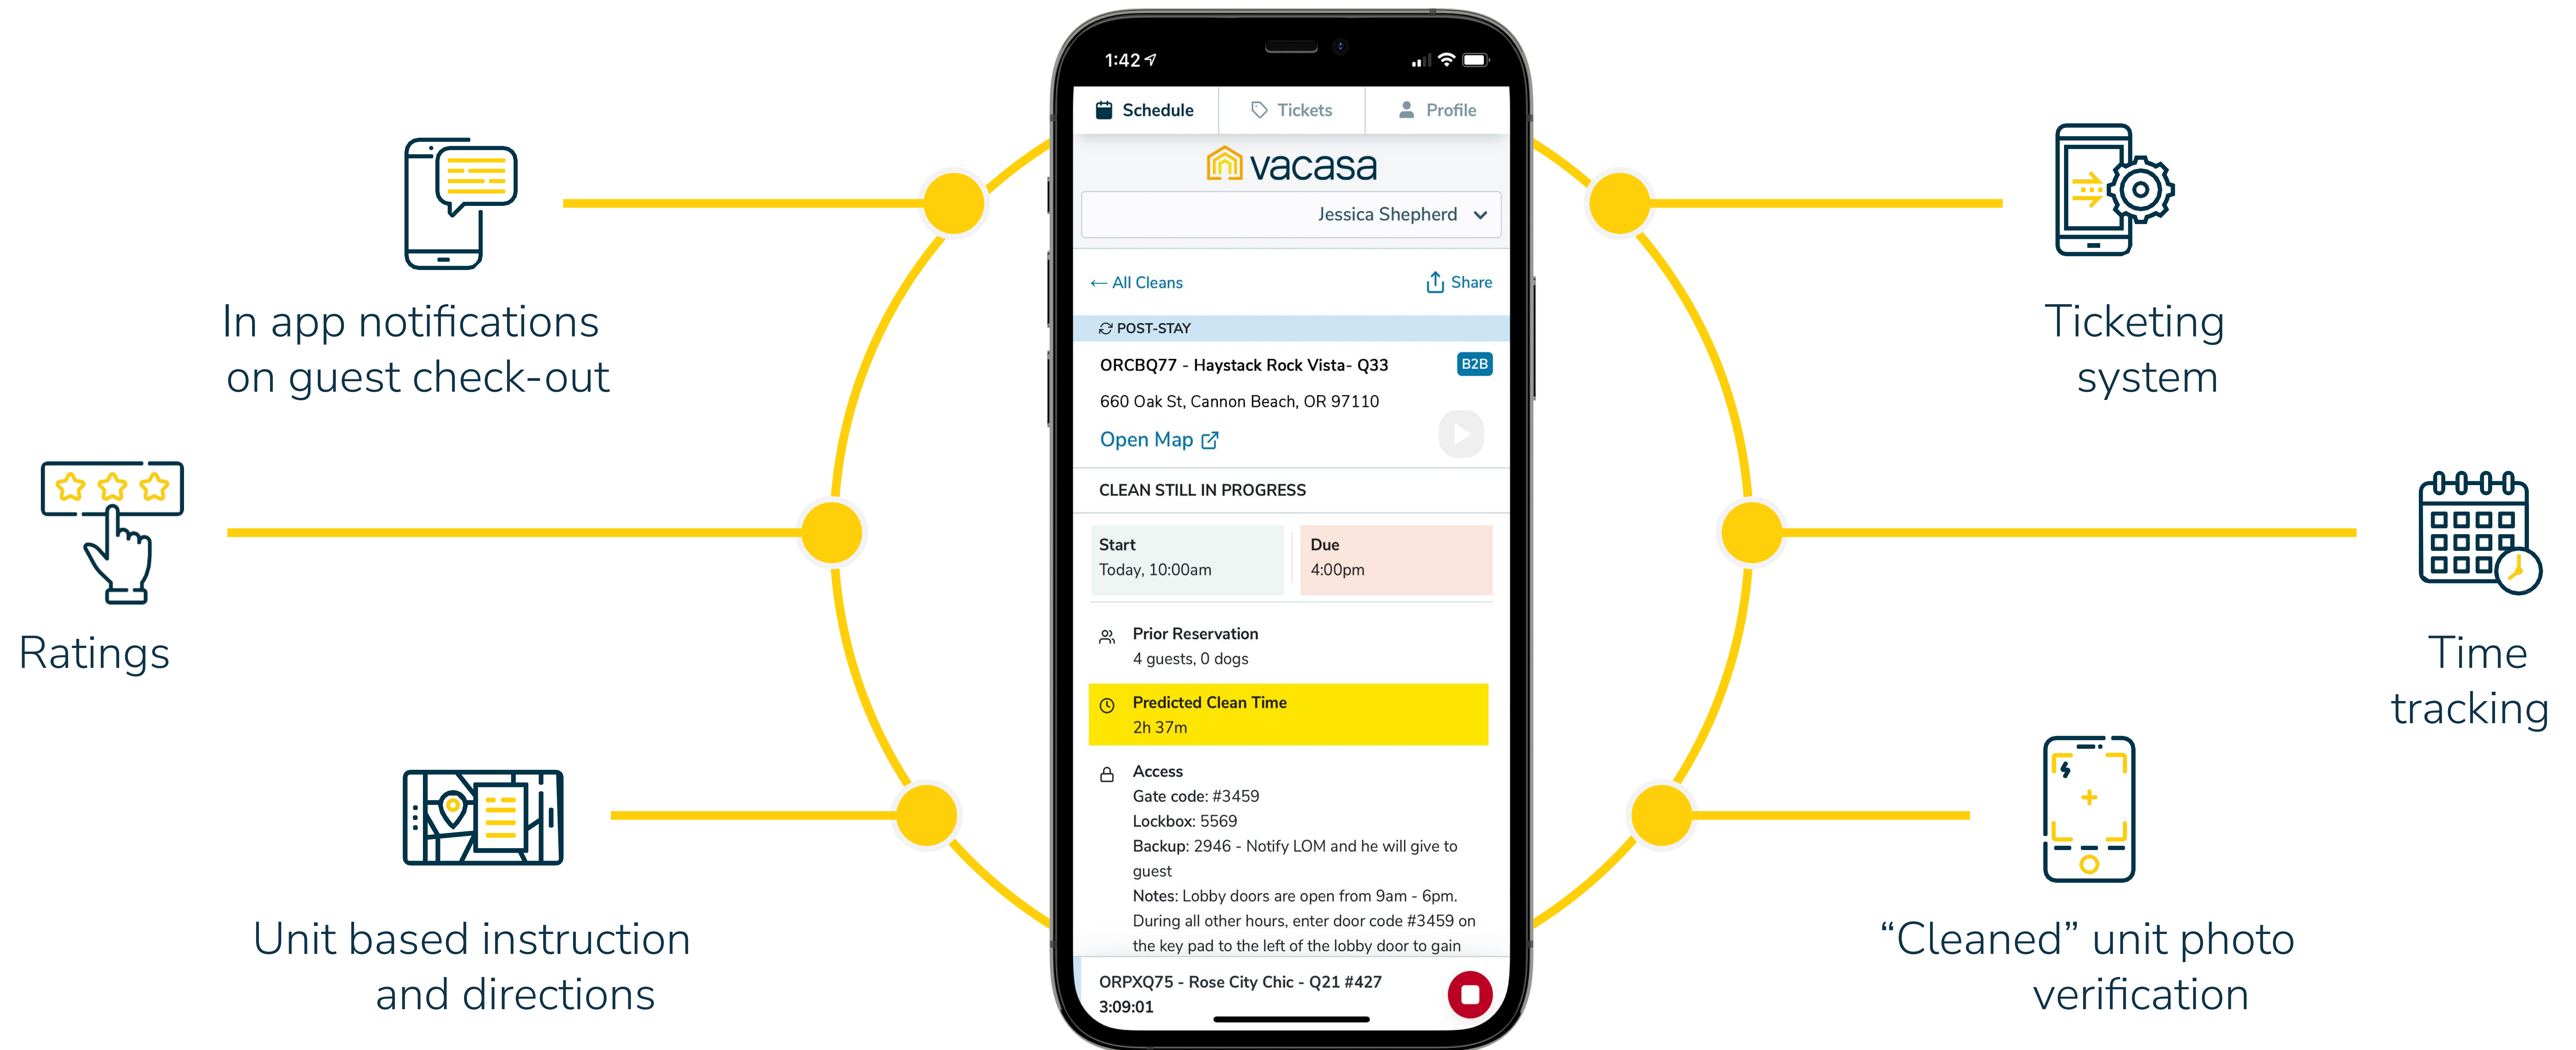 In app notifications
on guest check-out
Ratings
Unit based instruction
and directions
1:42
Schedule
Tickets
Profile
vacasa
Jessica Shepherd
← All Cleans
Share
POST-STAY
ORCBQ77 - Haystack Rock Vista- Q33
B2B
660 Oak St, Cannon Beach, OR 97110
Open Map
CLEAN STILL IN PROGRESS
Start
Today, 10:00am
Due
4:00pm
Prior Reservation
4 guests, 0 dogs
Predicted Clean Time
2h 37m
Access
Gate code: #3459
Lockbox: 5569
Backup: 2946 - Notify LOM and he will give to
guest
Notes: Lobby doors are open from 9am - 6pm.
During all other hours, enter door code #3459 on
the key pad to the left of the lobby door to gain
ORPXQ75 - Rose City Chic - Q21 #427
3:09:01
Ticketing
system
Time
tracking
“Cleaned” unit photo
verification